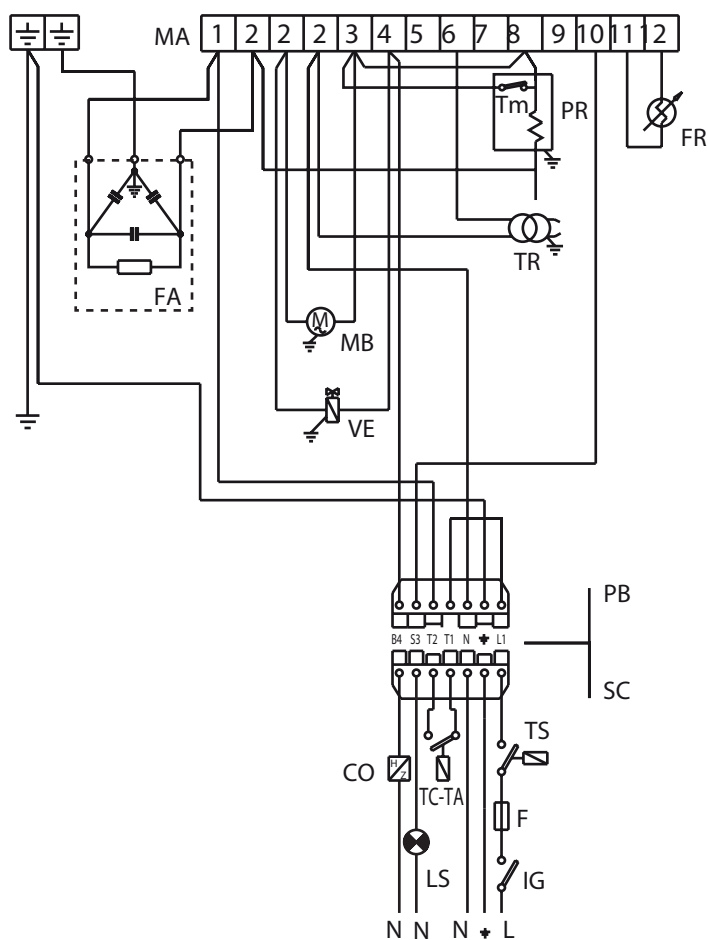 MA 1 2 2 2 3 4 5 6 7 8 9 10 11 12
Tm
PR
FR
TR
FA
M
MB
VE
PB
B4 S3 T2 T1 N L1
SC
TS
H
Z
CO
TC-TA
F
LS
IG
N N N L